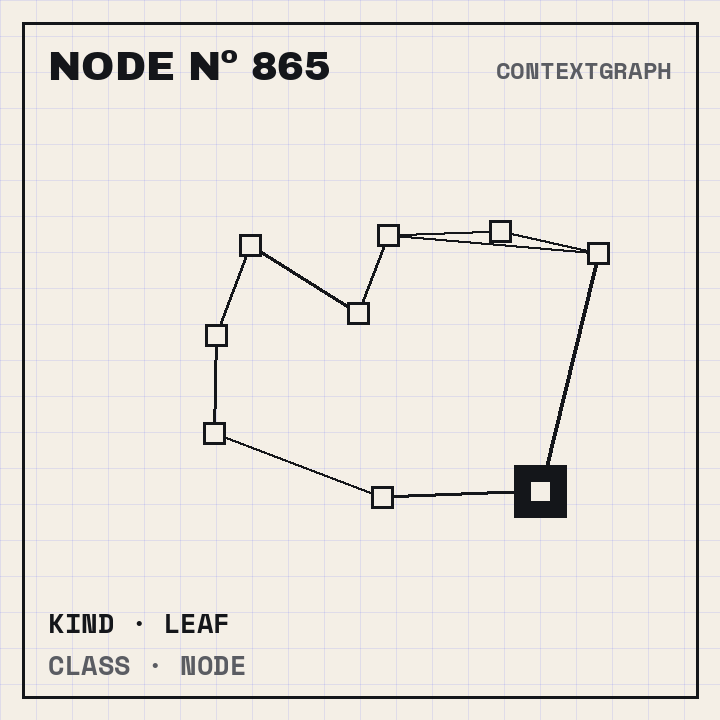 NODE Nº 865
CONTEXTGRAPH
KIND · LEAF
CLASS · NODE